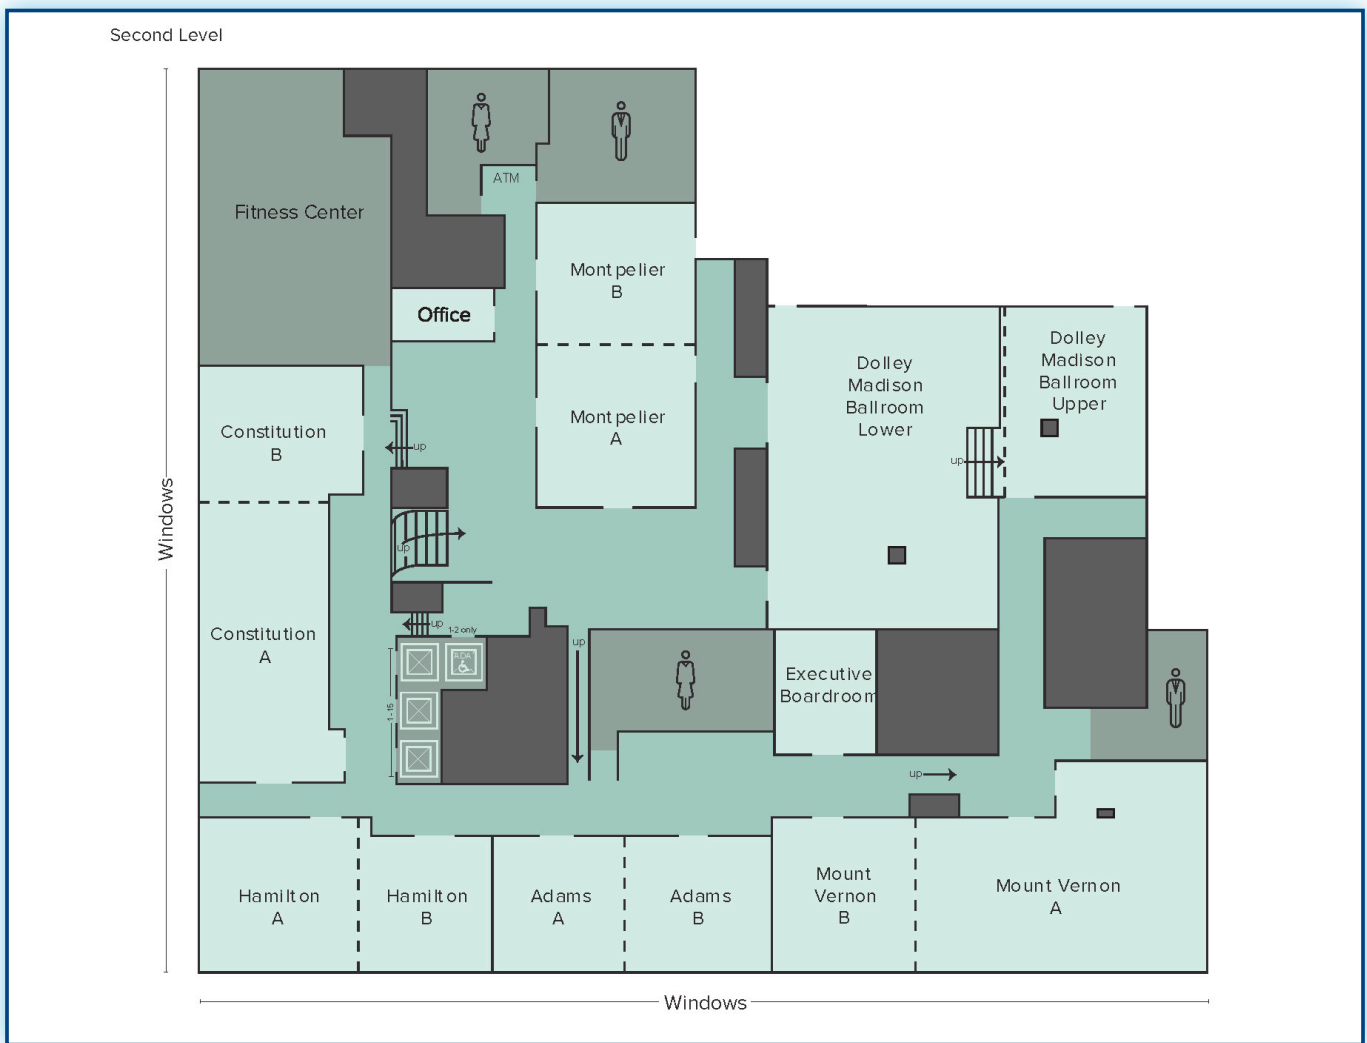 Second Level
ATM
Fitness Center
Montpelier
B
Office
Dolley
Madison
Ballroom
Upper
Dolley
Madison
Ballroom
Lower
Montpelier
A
Constitution
B
up
up
Windows
up
up
1-2 only
up
Constitution
A
ADA
Executive
Boardroom
1-15
up
Hamilton
A
Hamilton
B
Adams
A
Adams
B
Mount
Vernon
B
Mount Vernon
A
Windows